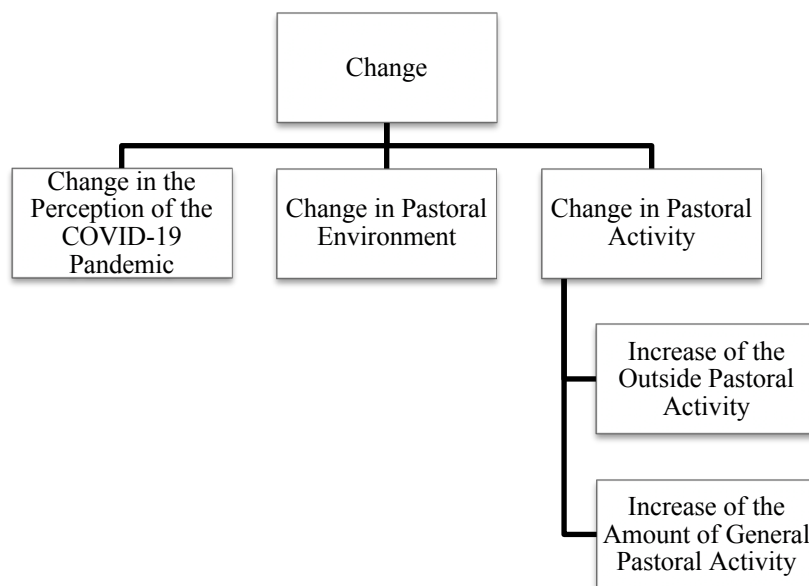 Change
Change in the
Perception of the
COVID-19
Pandemic
Change in Pastoral
Environment
Change in Pastoral
Activity
Increase of the
Outside Pastoral
Activity
Increase of the
Amount of General
Pastoral Activity